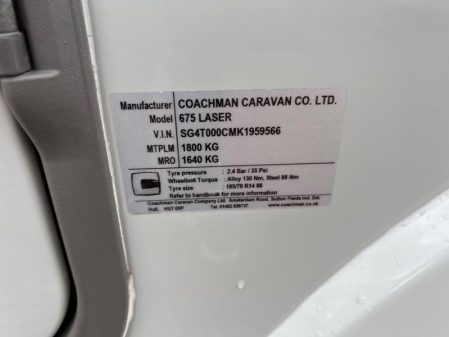 Manufacturer COACHMAN CARAVAN CO. LTD.
Model 675 LASER
V.I.N. SG4T000CMK1959566
MTPLM 1800 KG
MRO 1640 KG
Tyre pressure : 2.4 Bar / 35 Psi
Wheelbolt Torque : Alloy 130 Nm, Steel 88 Nm
Tyre size : 185/70 R14 88
Refer to handbook for more information
Coachman Caravan Company Ltd. Amsterdam Road, Sutton Fields Ind. Est.
Hull. HU7 0XF Tel. 01482 839737 www.coachman.co.uk